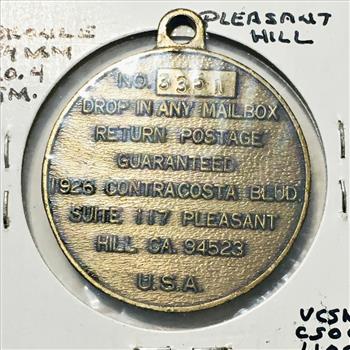 PLEASANT
HILL
NO. 3351
DROP IN ANY MAILBOX
RETURN POSTAGE
GUARANTEED
1926 CONTRACOSTA BLUD.
SUITE 117 PLEASANT
HILL CA. 94523
U.S.A.